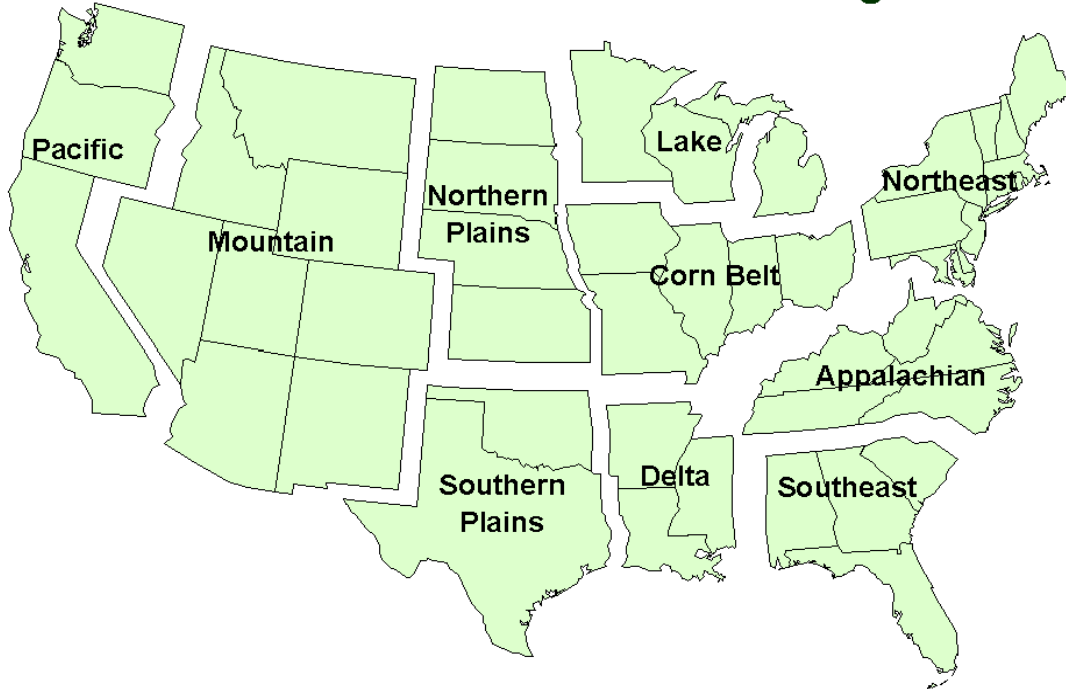 Pacific
Mountain
Northern
Plains
Lake
Northeast
Corn Belt
Appalachian
Southern
Plains
Delta
Southeast